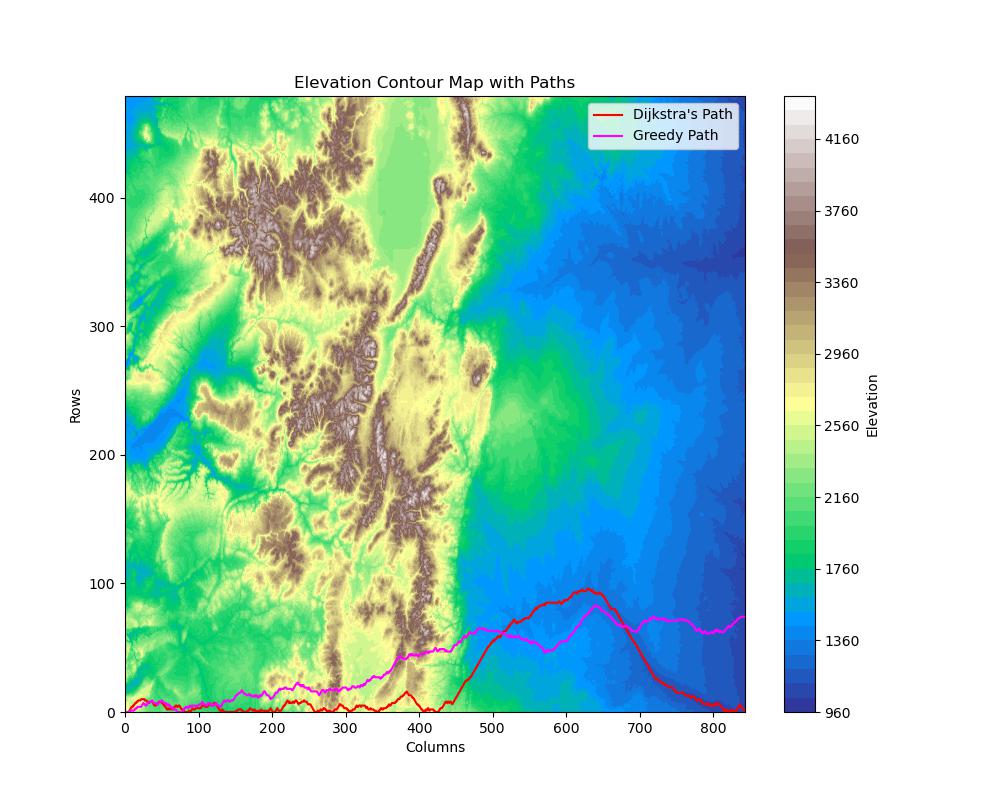 Elevation Contour Map with Paths
Dijkstra's Path
Greedy Path
Rows
400
300
200
100
0
0 100 200 300 400 500 600 700 800
Columns
4160
3760
3360
2960
2560
2160
1760
1360
960
Elevation